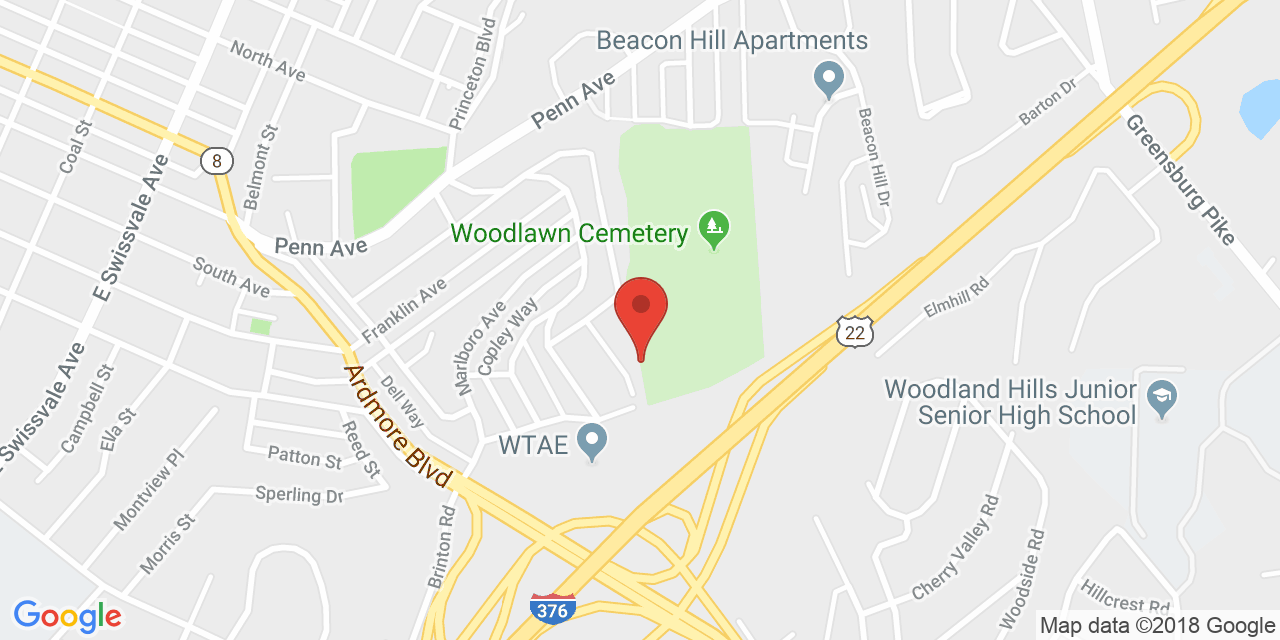 Beacon Hill Apartments
North Ave
Princeton Blvd
Penn Ave
Barton Dr
Beacon Hill Dr
Greensburg Pike
Coal St
8
E Swissvale Ave
Belmont St
Woodlawn Cemetery
Penn Ave
South Ave
Franklin Ave
Marlboro Ave
Copley Way
Elmhill Rd
22
Woodland Hills Junior
Senior High School
Swissvale Ave
Campbell St
Ella St
Dell Way
Ardmore Blvd
Reed St
WTAE
Patton St
Montview Pl
Sperling Dr
Morris St
Brinton Rd
Cherry Valley Rd
Woodside Rd
Hillcrest Rd
376
Google
Map data ©2018 Google